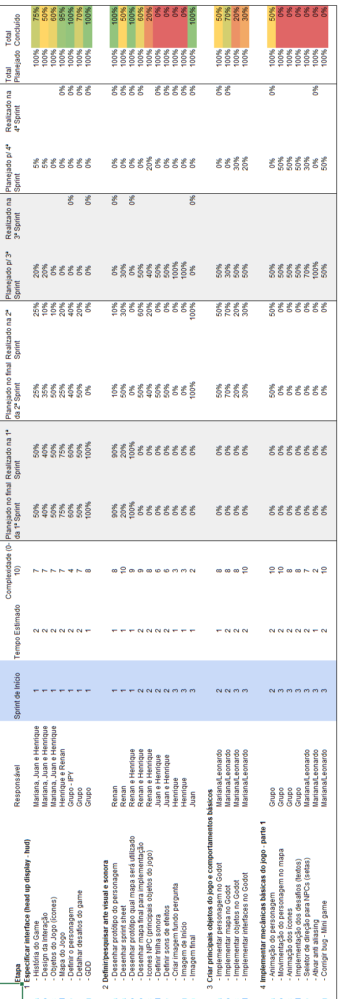 Etapa Responsável Sprint de Início Tempo Estimado Complexidade (0-10) Planejado no final da 1ª Sprint Realizado na 1ª Sprint Planejado no final da 2ª Sprint Realizado na 2ª Sprint Planejado p/ 3ª Sprint Realizado na 3ª Sprint Planejado p/ 4ª Sprint Realizado na 4ª Sprint Total Planejado Total Concluído
1 Especificar interface (head up display - hud)
- História do Game Mariana, Juan e Henrique 1 2 7 50% 50% 25% 25% 20% 5% 100% 75%
- Design da Interação Mariana, Juan e Henrique 1 2 7 40% 40% 35% 10% 20% 5% 100% 50%
- Objetos do Jogo (ícones) Mariana, Juan e Henrique 1 2 7 50% 50% 50% 10% 0% 0% 100% 60%
- Mapa do Jogo Henrique e Renan 1 2 7 75% 75% 25% 20% 0% 0% 0% 100% 95%
- Definir o personagem Grupo - IPY 1 2 4 60% 60% 40% 40% 0% 0% 0% 0% 100% 100%
- Detalhar desafios do game Grupo 1 2 7 50% 50% 50% 20% 0% 0% 0% 100% 70%
- GDD Grupo 1 1 8 100% 100% 0% 0% 0% 0% 0% 0% 100% 100%
2 Definir/pesquisar arte visual e sonora
- Desenhar protótipo do personagem Renan 1 1 8 90% 90% 10% 10% 0% 0% 0% 0% 100% 100%
- Desenhar sprint sheet Renan 1 1 10 20% 20% 50% 30% 30% 0% 0% 100% 50%
- Desenhar protótipo qual mapa será utilizado Renan e Henrique 1 1 9 100% 100% 0% 0% 0% 0% 0% 0% 100% 100%
- Desenhar mapa final para implementação Renan e Henrique 2 2 9 0% 0% 50% 60% 50% 0% 0% 100% 60%
- Icones NPC (principais objetos do jogo) Renan e Henrique 2 2 8 0% 0% 40% 20% 40% 20% 100% 20%
- Definir trilha sonora Juan e Henrique 2 2 6 0% 0% 50% 0% 50% 0% 0% 100% 0%
- Definir sons de efeitos Juan e Henrique 2 2 6 0% 0% 50% 0% 50% 0% 0% 100% 0%
- Criar imagem fundo pergunta Henrique 3 1 3 0% 0% 0% 0% 100% 0% 0% 100% 0%
- Imagem de Início Henrique 3 1 3 0% 0% 0% 0% 100% 0% 0% 100% 0%
- Imagem final Juan 3 1 2 0% 0% 100% 100% 0% 0% 0% 0% 100% 100%
3 Criar principais objetos do jogo e comportamentos básicos
- Implementar personagem no Godot Mariana/Leonardo 2 1 8 0% 0% 50% 50% 50% 0% 0% 100% 50%
- Implementar mapa no Godot Mariana/Leonardo 2 2 8 0% 0% 70% 70% 30% 0% 0% 100% 70%
- Implementar objetos no Godot Mariana/Leonardo 3 2 8 0% 0% 20% 20% 50% 30% 100% 20%
- Implementar interfaces no Godot Mariana/Leonardo 3 2 10 0% 0% 30% 30% 50% 20% 100% 30%
4 Implementar mecânicas básicas do jogo - parte 1
- Animação do personagem Grupo 2 2 10 0% 0% 50% 50% 50% 0% 0% 100% 50%
- Movimentação do personagem no mapa Grupo 3 2 10 0% 0% 0% 0% 50% 50% 100% 0%
- Animação dos ícones Grupo 3 2 8 0% 0% 0% 0% 50% 50% 100% 0%
- Implementação dos desafios (textos) Grupo 3 2 8 0% 0% 0% 0% 50% 50% 100% 0%
- Seletor de direção para NPCs (setas) Mariana/Leonardo 3 2 7 0% 0% 0% 0% 70% 30% 100% 0%
- Ativar anti aliasing Mariana/Leonardo 3 1 2 0% 0% 0% 0% 100% 0% 0% 100% 0%
- Corrigir bug - Mini game Mariana/Leonardo 3 2 10 0% 0% 0% 0% 50% 50% 100% 0%